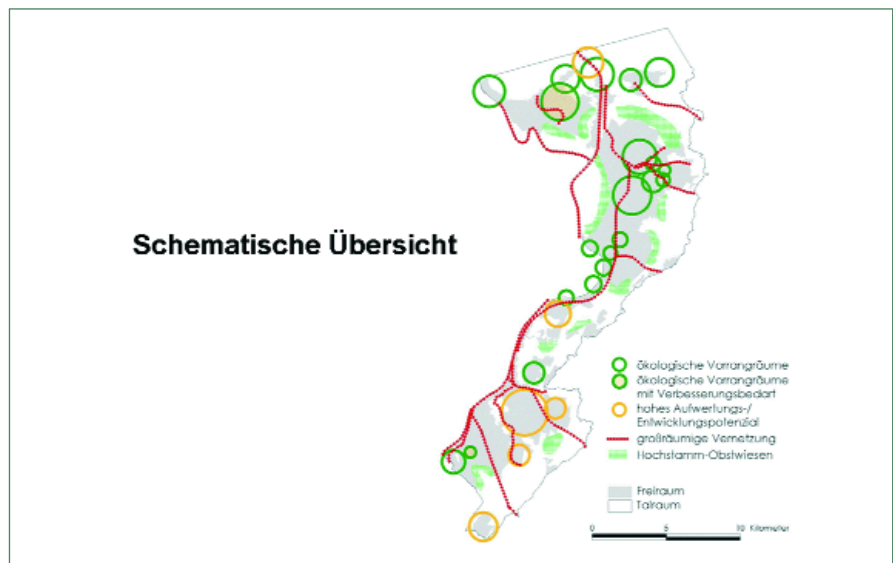 Schematische Übersicht
ökologische Vorrangräume
ökologische Vorrangräume
mit Verbesserungsbedart
hohes Aufwertungs-/
Entwicklungspotenzial
großräumige Vernetzung
Hochstamm-Obstwiesen
Freiraum
Talraum
0 5 10 Kilometer